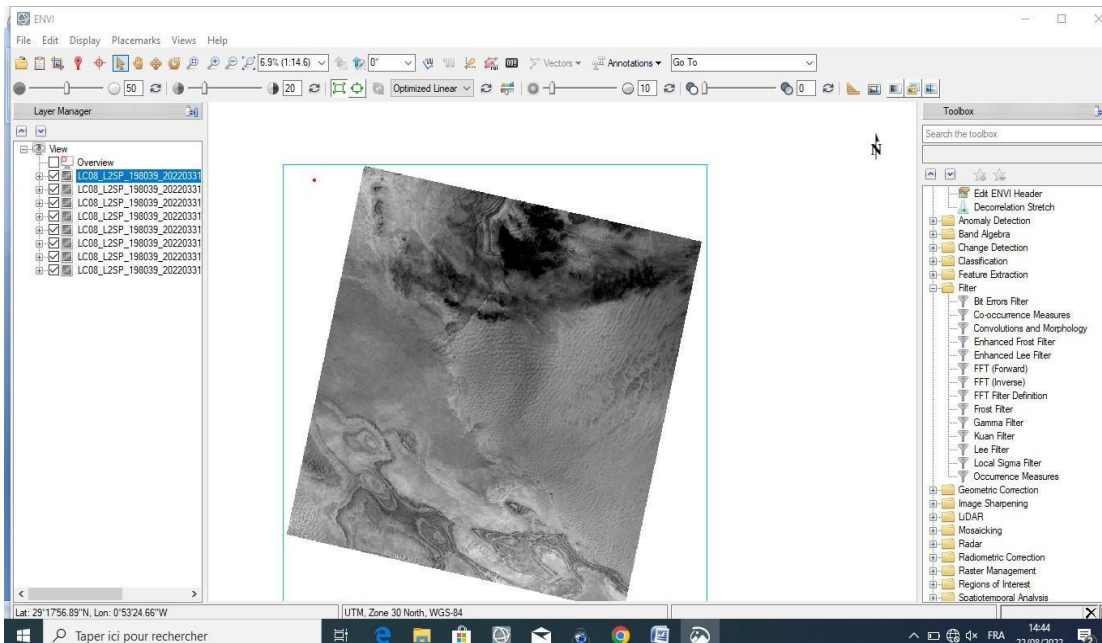 ENVI
File Edit Display Placemarks Views Help
6.9% (1:14.6) 0° Vectors Annotations Go To
50 20 Optimized Linear 10 0
Layer Manager
View
Overview
LC08_L2SP_198039_20220331
LC08_L2SP_198039_20220331
LC08_L2SP_198039_20220331
LC08_L2SP_198039_20220331
LC08_L2SP_198039_20220331
LC08_L2SP_198039_20220331
LC08_L2SP_198039_20220331
LC08_L2SP_198039_20220331
N
Toolbox
Search the toolbox
Edit ENVI Header
Decorrelation Stretch
Anomaly Detection
Band Algebra
Change Detection
Classification
Feature Extraction
Filter
Bit Errors Filter
Co-occurrence Measures
Convolutions and Morphology
Enhanced Frost Filter
Enhanced Lee Filter
FFT (Forward)
FFT (Inverse)
FFT Filter Definition
Frost Filter
Gamma Filter
Kuan Filter
Lee Filter
Local Sigma Filter
Occurrence Measures
Geometric Correction
Image Sharpening
LiDAR
Mosaicking
Radar
Radiometric Correction
Raster Management
Regions of Interest
Spatiotemporal Analysis
Lat: 29°17'56.89"N, Lon: 0°53'24.66"W UTM, Zone 30 North, WGS-84
Taper ici pour rechercher
FRA
14:44
22/08/2022